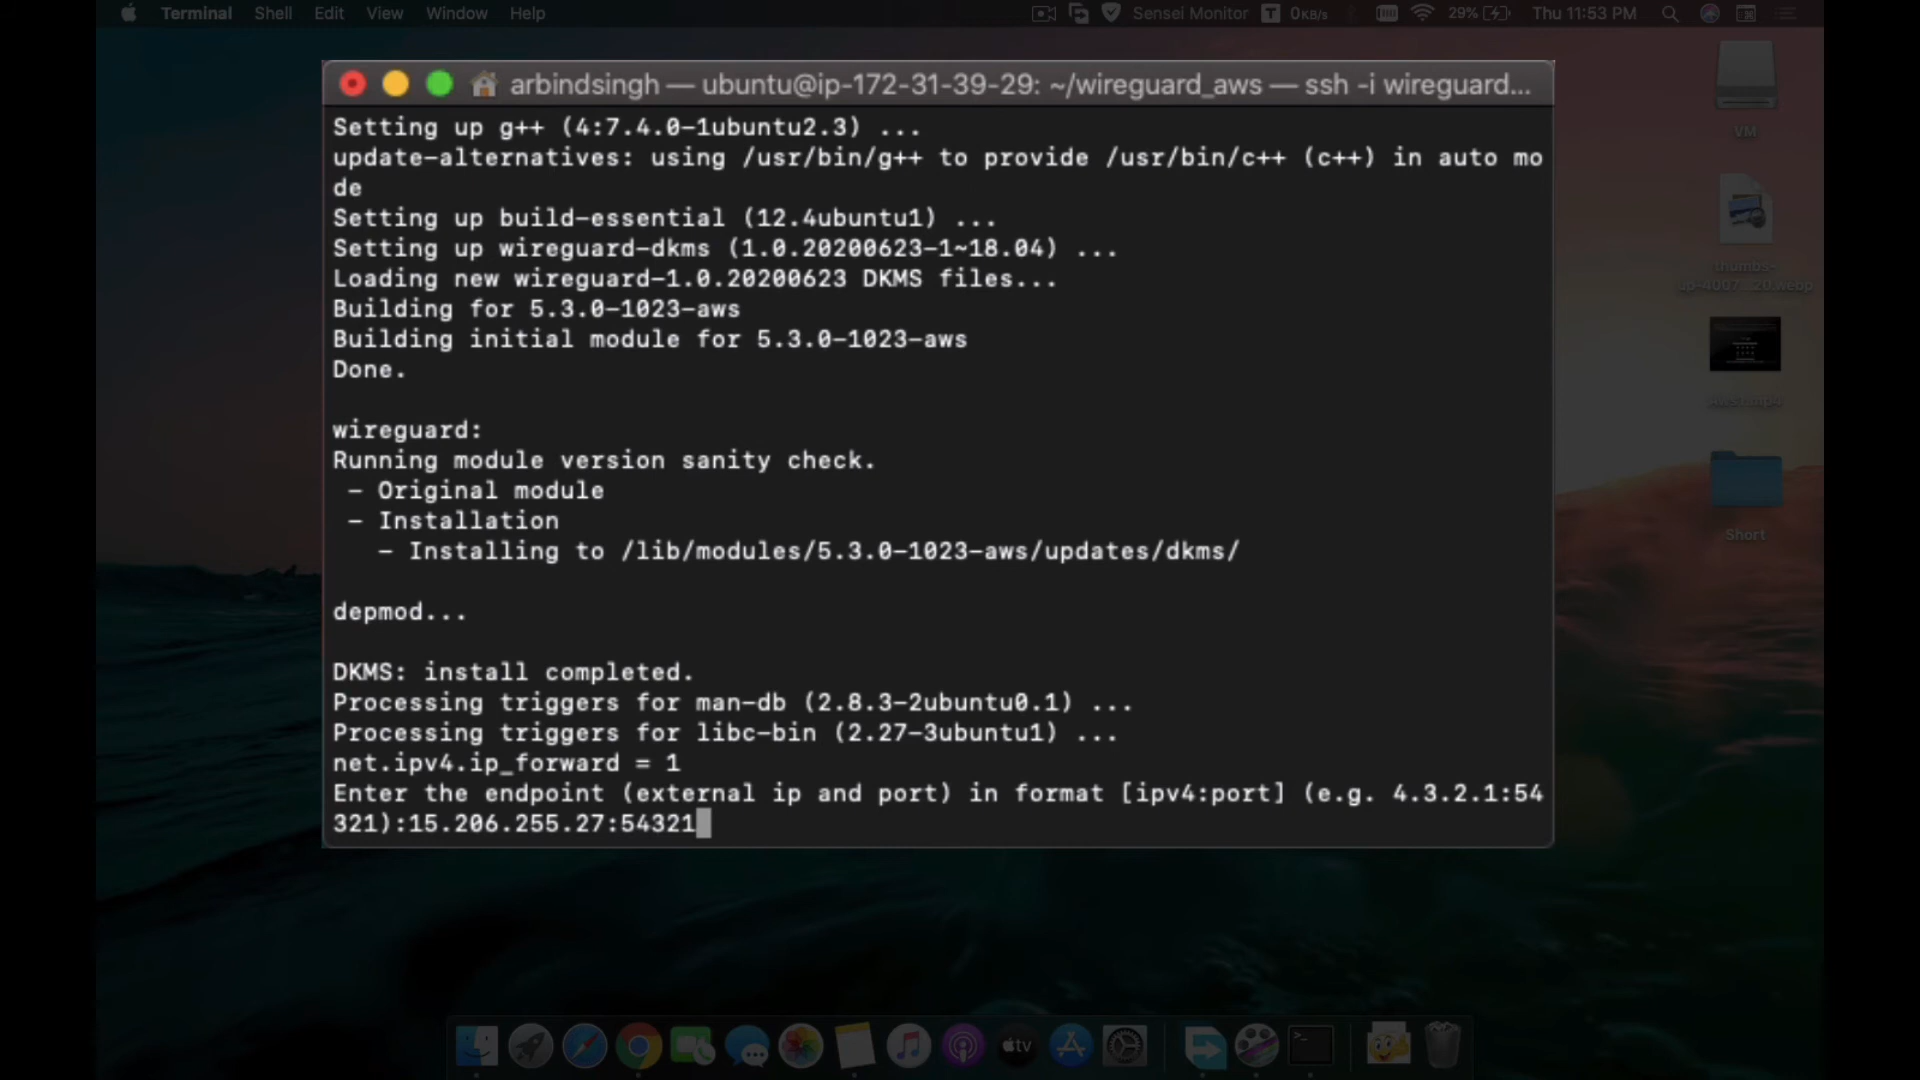 Terminal Shell Edit View Window Help Sensei Monitor T 0KB/s 29% Thu 11:53 PM
arbindsingh — ubuntu@ip-172-31-39-29: ~/wireguard_aws — ssh -i wireguard...
Setting up g++ (4:7.4.0-1ubuntu2.3) ...
update-alternatives: using /usr/bin/g++ to provide /usr/bin/c++ (c++) in auto mo
de
Setting up build-essential (12.4ubuntu1) ...
Setting up wireguard-dkms (1.0.20200623-1~18.04) ...
Loading new wireguard-1.0.20200623 DKMS files...
Building for 5.3.0-1023-aws
Building initial module for 5.3.0-1023-aws
Done.
wireguard:
Running module version sanity check.
- Original module
- Installation
- Installing to /lib/modules/5.3.0-1023-aws/updates/dkms/
depmod...
DKMS: install completed.
Processing triggers for man-db (2.8.3-2ubuntu0.1) ...
Processing triggers for libc-bin (2.27-3ubuntu1) ...
net.ipv4.ip_forward = 1
Enter the endpoint (external ip and port) in format [ipv4:port] (e.g. 4.3.2.1:54
321):15.206.255.27:54321
VM
thumbs-
up-4007...20.webp
Short
tv